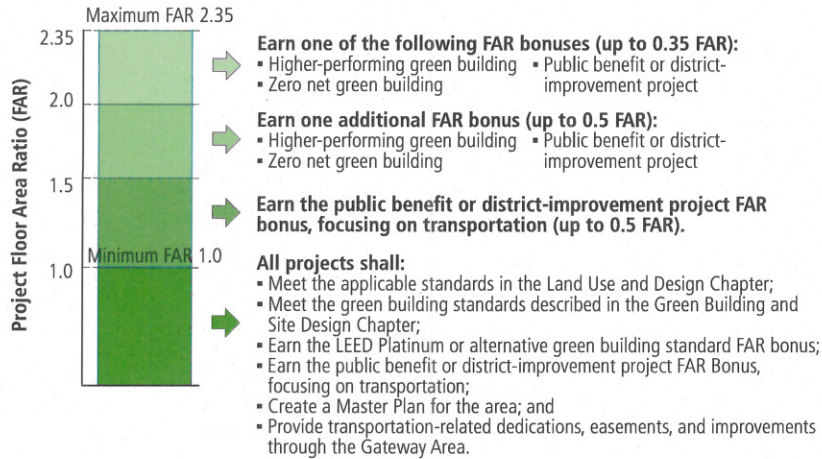 Maximum FAR 2.35
2.35
2.0
1.5
Minimum FAR 1.0
1.0
Project Floor Area Ratio (FAR)
Earn one of the following FAR bonuses (up to 0.35 FAR):
▪ Higher-performing green building ▪ Public benefit or district-
▪ Zero net green building improvement project
Earn one additional FAR bonus (up to 0.5 FAR):
▪ Higher-performing green building ▪ Public benefit or district-
▪ Zero net green building improvement project
Earn the public benefit or district-improvement project FAR
bonus, focusing on transportation (up to 0.5 FAR).
All projects shall:
▪ Meet the applicable standards in the Land Use and Design Chapter;
▪ Meet the green building standards described in the Green Building and
Site Design Chapter;
▪ Earn the LEED Platinum or alternative green building standard FAR bonus;
▪ Earn the public benefit or district-improvement project FAR Bonus,
focusing on transportation;
▪ Create a Master Plan for the area; and
▪ Provide transportation-related dedications, easements, and improvements
through the Gateway Area.